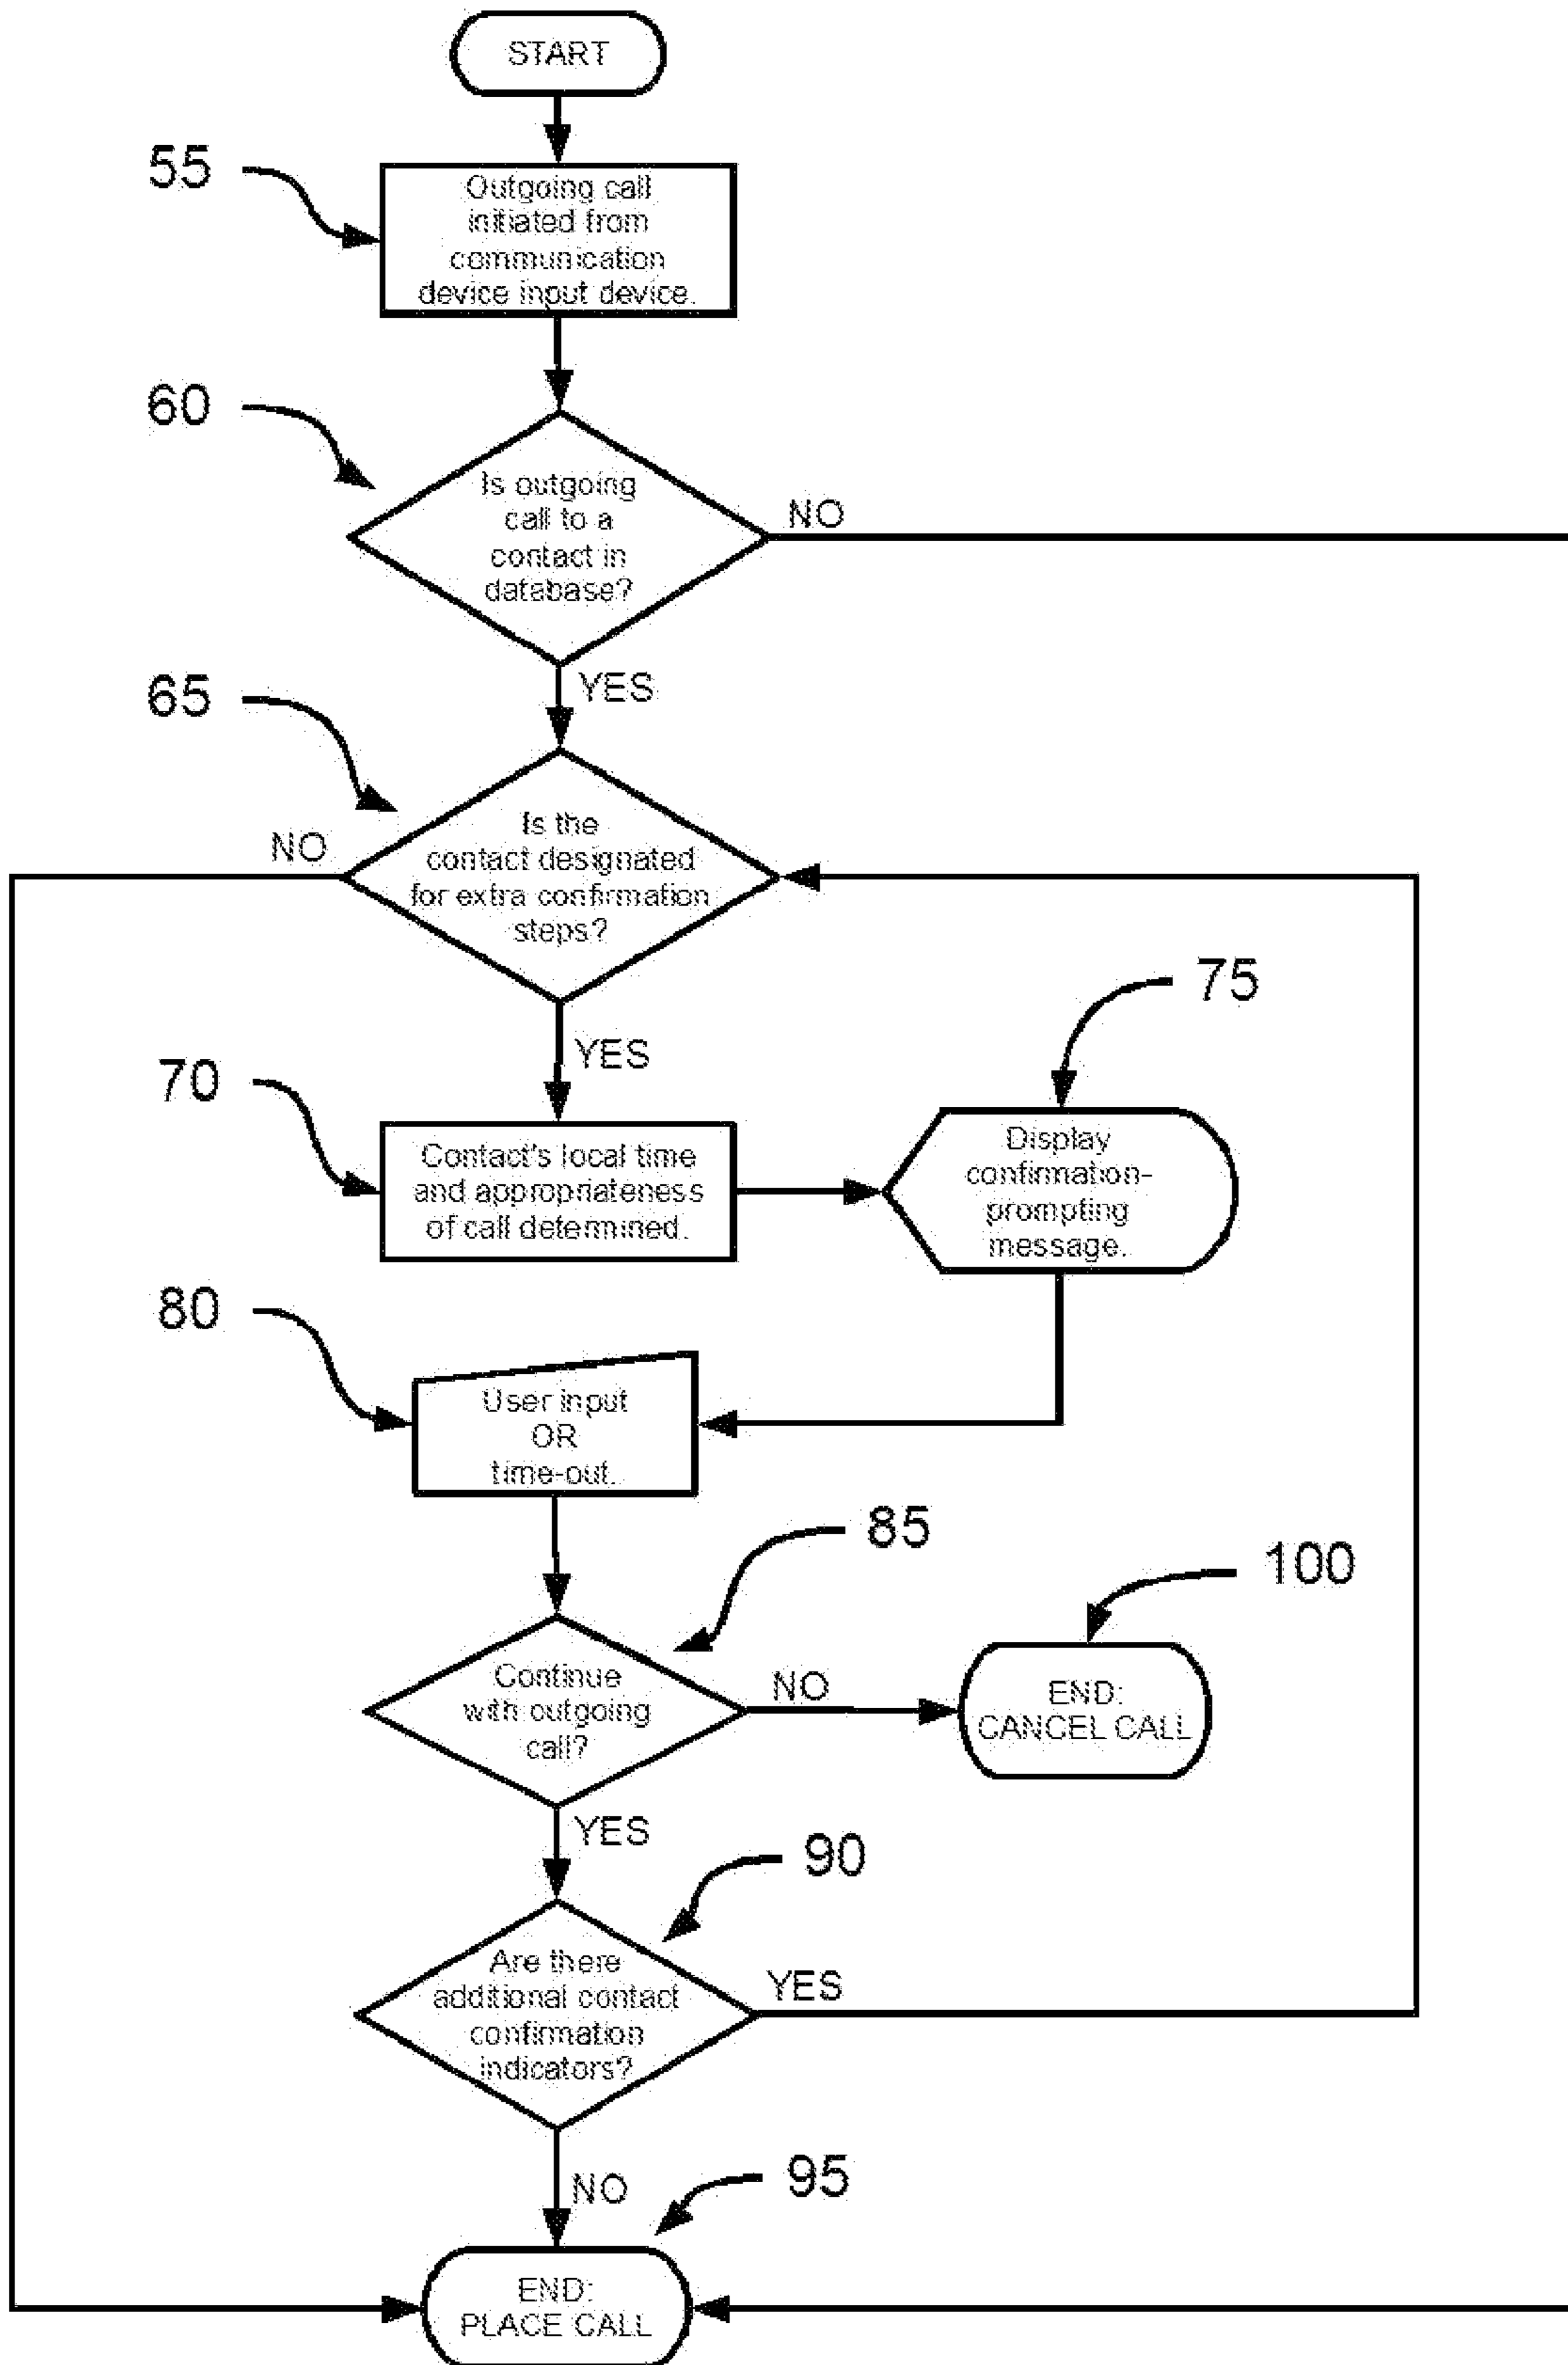 START
55
Outgoing call
initiated from
communication
device input device.
60
Is outgoing
call to a
contact in
database?
NO
YES
65
Is the
contact designated
for extra confirmation
steps?
NO
YES
75
70
Contact's local time
and appropriateness
of call determined.
Display
confirmation-
prompting
message.
80
User input
OR
time-out.
85
100
Continue
with outgoing
call?
NO
END:
CANCEL CALL
YES
90
Are there
additional contact
confirmation
indicators?
YES
NO
95
END:
PLACE CALL